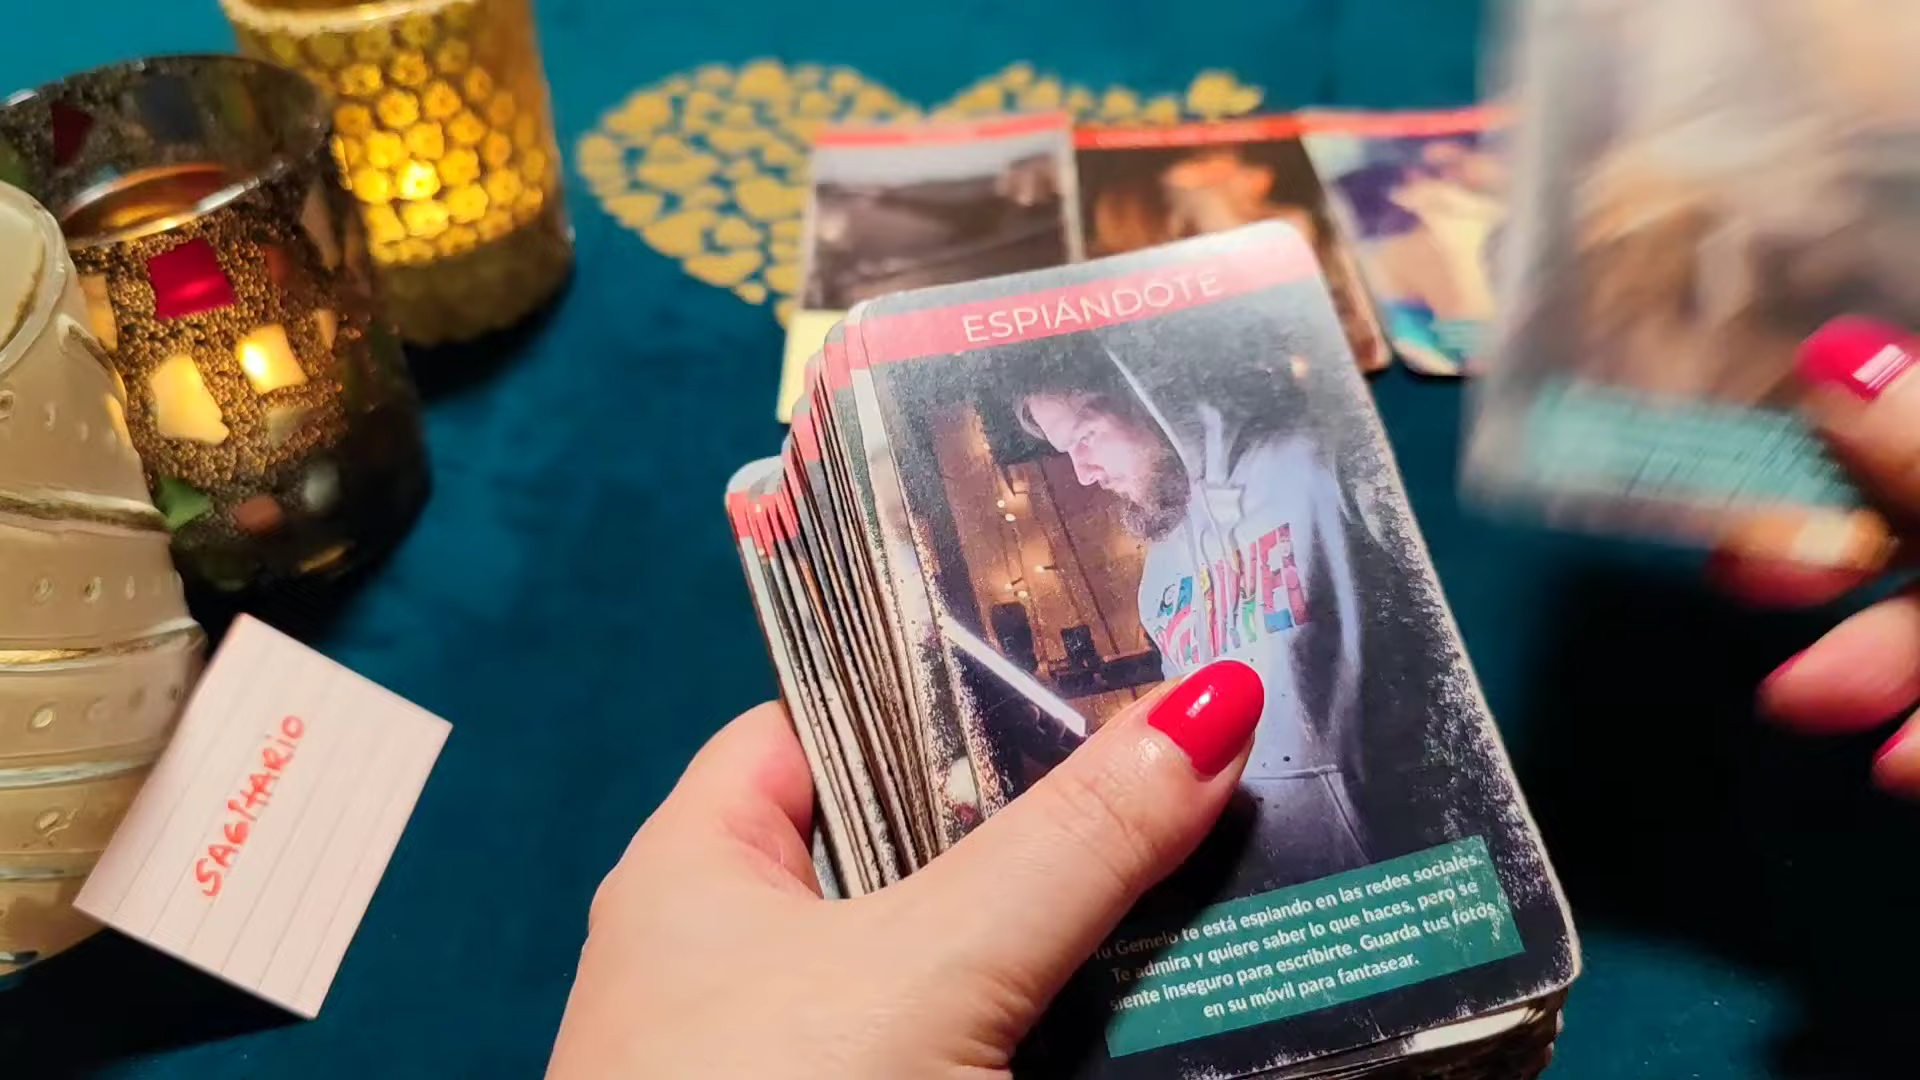 ESPIÁNDOTE
Tu Gemelo te está espiando en las redes sociales.
Te admira y quiere saber lo que haces, pero se
siente inseguro para escribirte. Guarda tus fotos
en su móvil para fantasear.
SAGITARIO